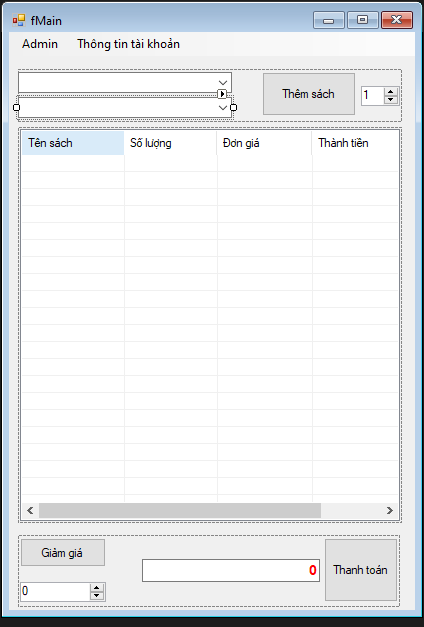 fMain
Admin Thông tin tài khoản
Thêm sách 1
Tên sách Số lượng Đơn giá Thành tiền
Giảm giá
0 Thanh toán
0